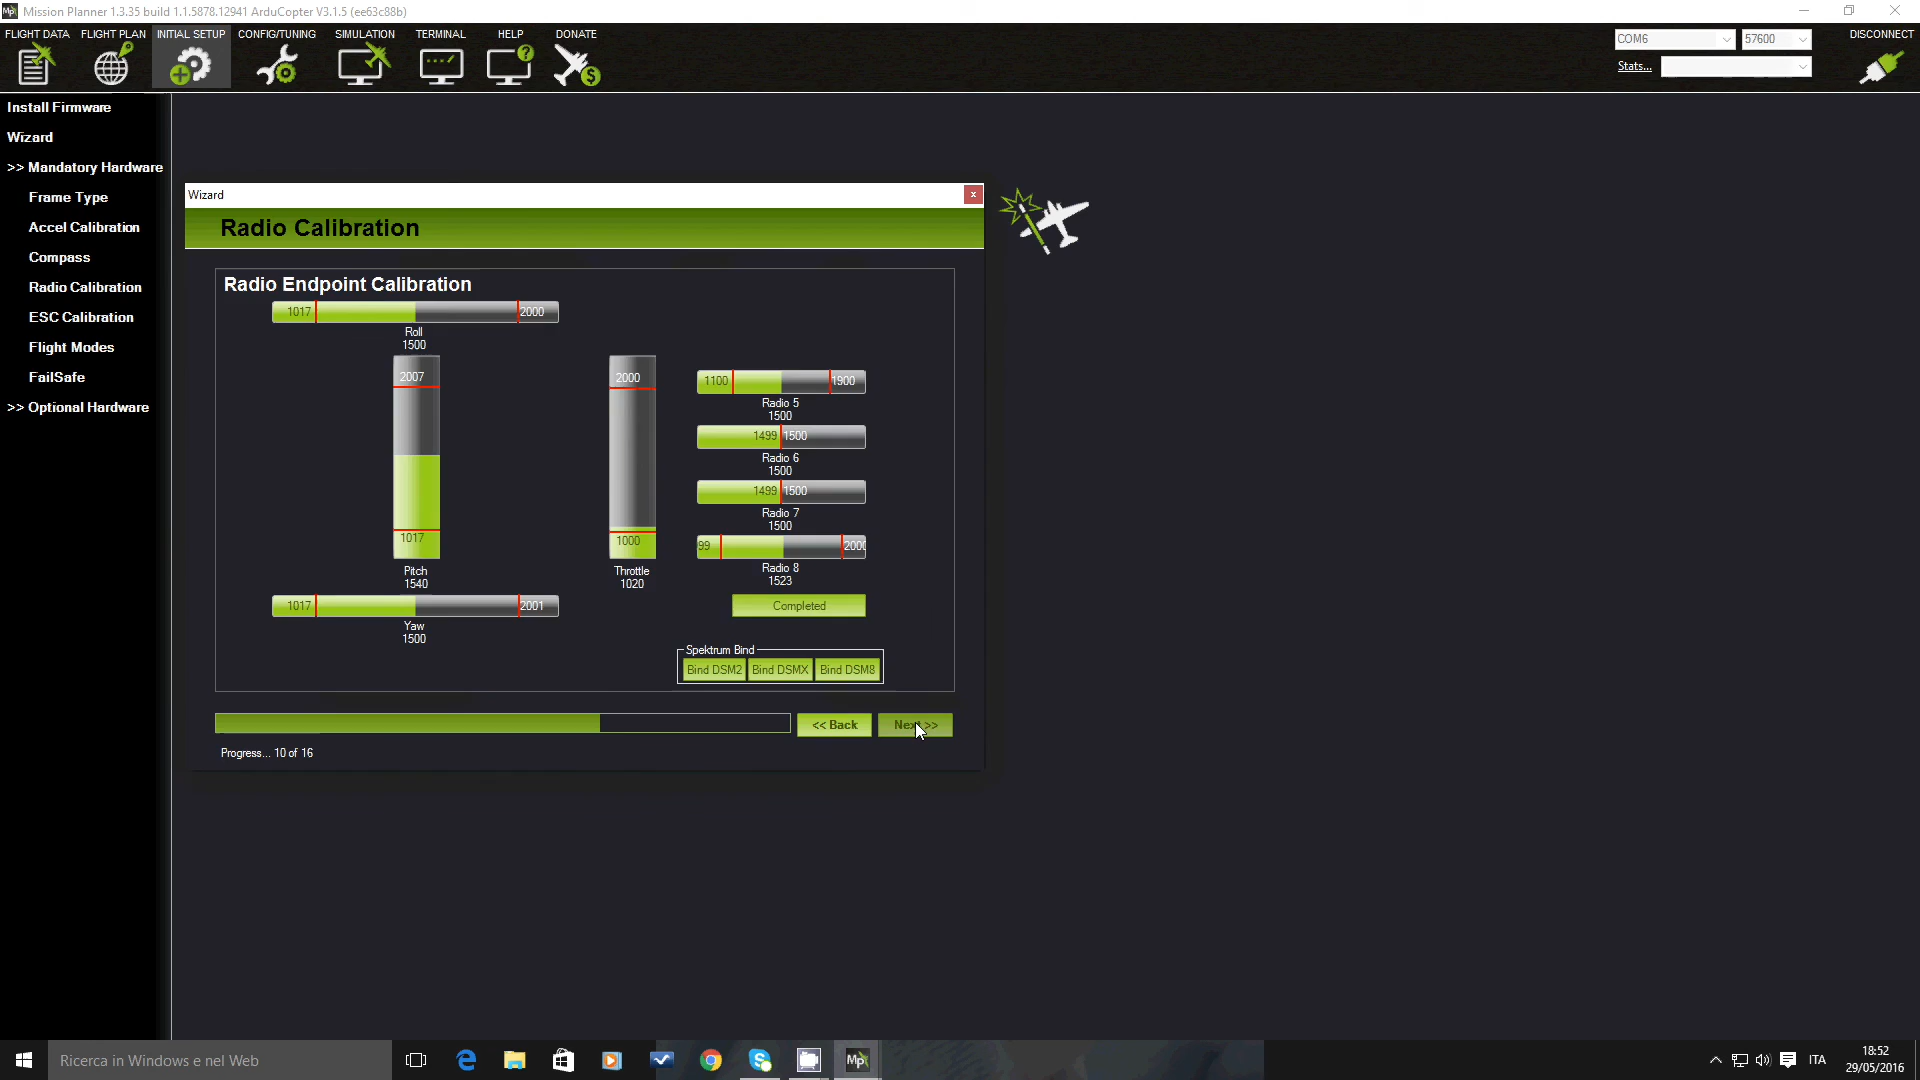 Mission Planner 1.3.35 build 1.1.5878.12941 ArduCopter V3.1.5 (ee63c88b)
FLIGHT DATA FLIGHT PLAN INITIAL SETUP CONFIG/TUNING SIMULATION TERMINAL HELP DONATE
COM6 57600 DISCONNECT
Stats...
Install Firmware
Wizard
>> Mandatory Hardware
Frame Type
Accel Calibration
Compass
Radio Calibration
ESC Calibration
Flight Modes
FailSafe
>> Optional Hardware
Wizard
x
Radio Calibration
Radio Endpoint Calibration
1017 2000
Roll
1500
2007
1017
Pitch
1540
2000
1000
Throttle
1020
1100 1900
Radio 5
1500
1499 1500
Radio 6
1500
1499 1500
Radio 7
1500
99 2000
Radio 8
1523
1017 2001
Yaw
1500
Completed
Spektrum Bind
Bind DSM2 Bind DSMX Bind DSM8
<< Back Next >>
Progress... 10 of 16
Ricerca in Windows e nel Web
Mp
ITA
18:52
29/05/2016